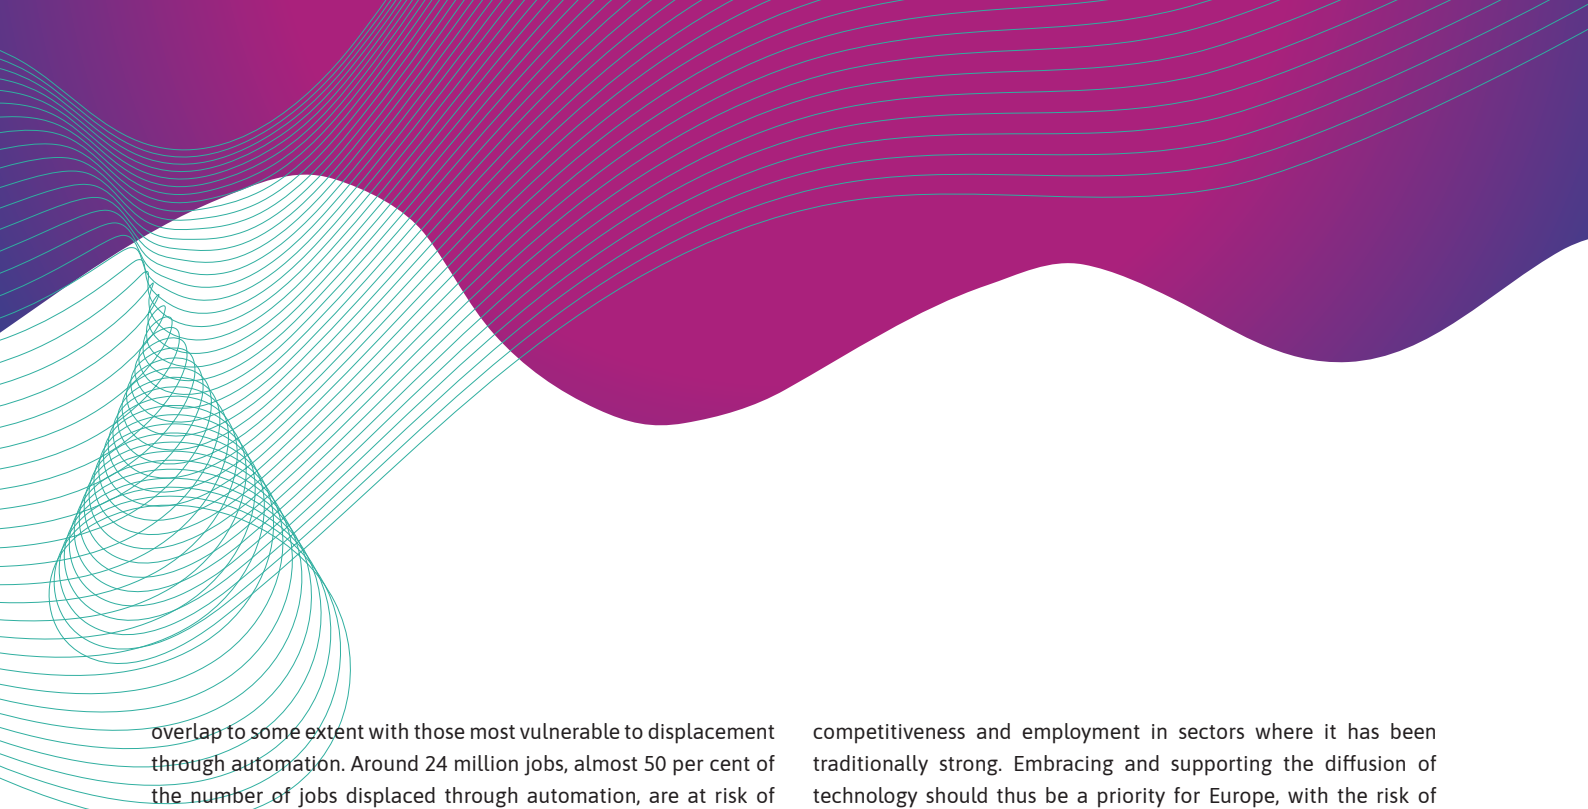 overlap to some extent with those most vulnerable to displacement
through automation. Around 24 million jobs, almost 50 per cent of
the number of jobs displaced through automation, are at risk of
competitiveness and employment in sectors where it has been
traditionally strong. Embracing and supporting the diffusion of
technology should thus be a priority for Europe, with the risk of